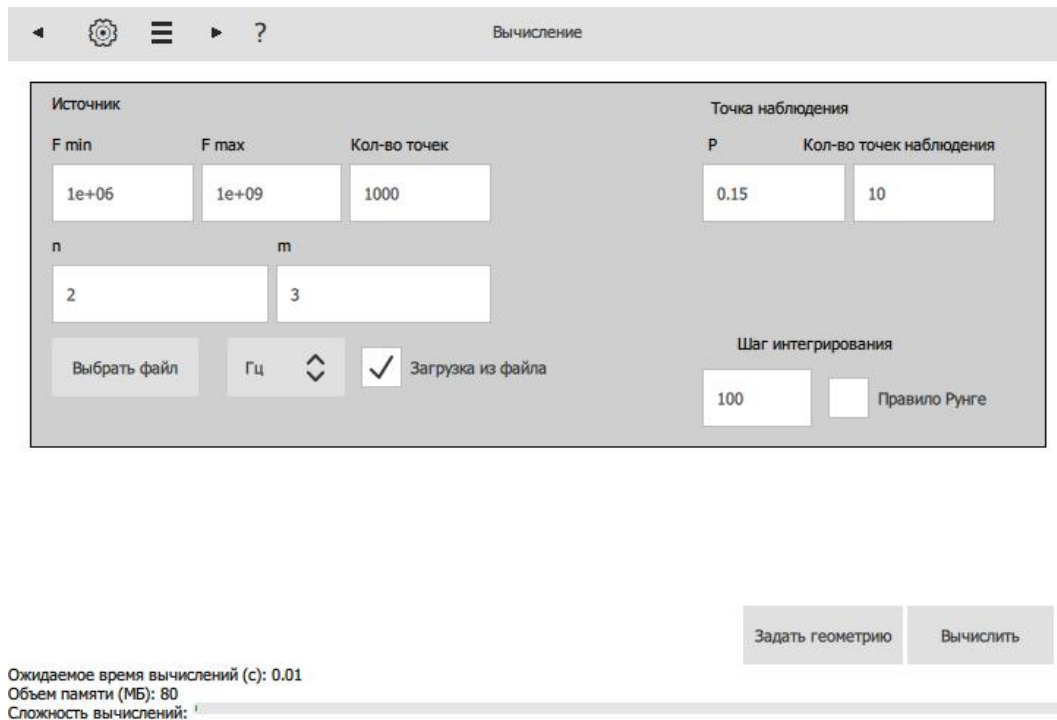 ? Вычисление
Источник
Точка наблюдения
F min F max Кол-во точек
P Кол-во точек наблюдения
1e+06 1e+09 1000
0.15 10
n m
2 3
Шаг интегрирования
Выбрать файл Гц Загрузка из файла
100 Правило Рунге
Задать геометрию Вычислить
Ожидаемое время вычислений (с): 0.01
Объем памяти (МБ): 80
Сложность вычислений: